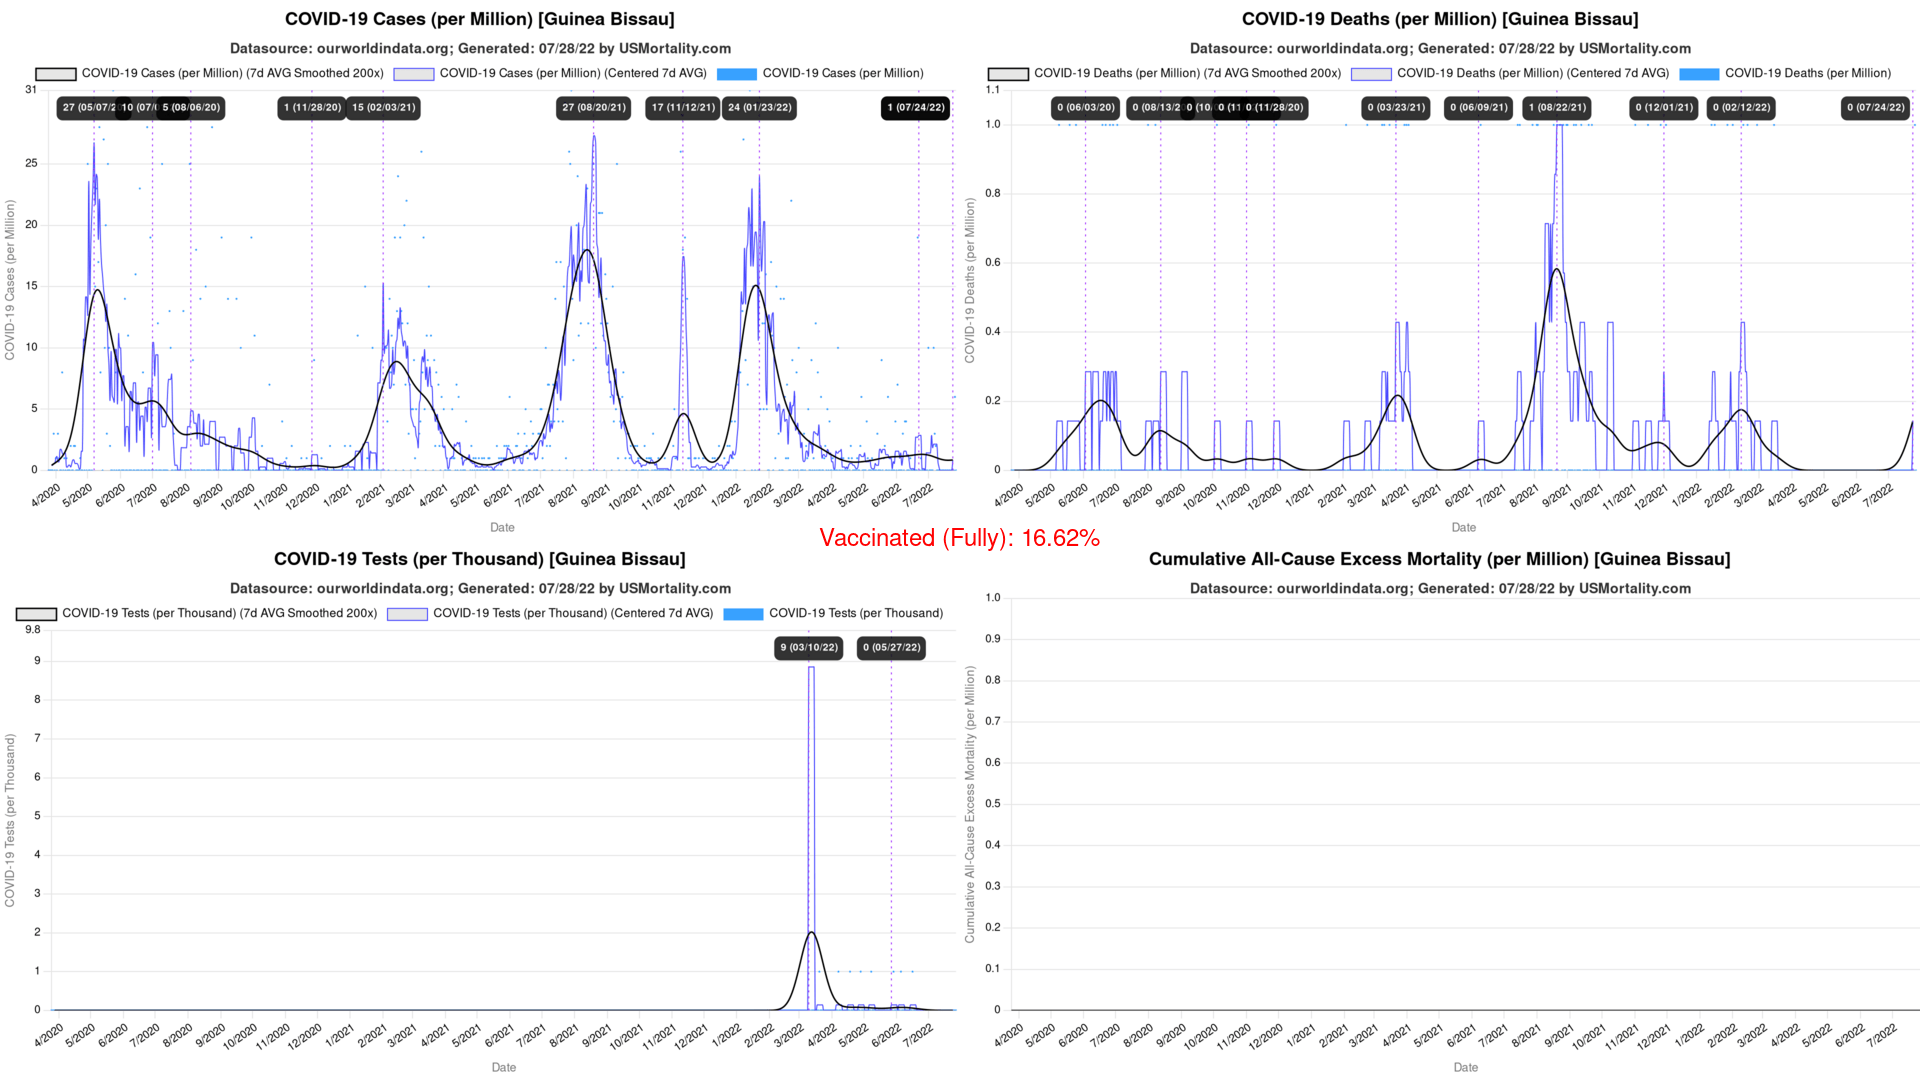 COVID-19 Cases (per Million) [Guinea Bissau]
Datasource: ourworldindata.org; Generated: 07/28/22 by USMortality.com
COVID-19 Cases (per Million) (7d AVG Smoothed 200x) COVID-19 Cases (per Million) (Centered 7d AVG) COVID-19 Cases (per Million)
27 (05/07/2 10 (07/0 5 (08/06/20) 1 (11/28/20) 15 (02/03/21) 27 (08/20/21) 17 (11/12/21) 24 (01/23/22) 1 (07/24/22)
31
25
20
15
10
5
0
COVID-19 Cases (per Million)
4/2020 5/2020 6/2020 7/2020 8/2020 9/2020 10/2020 11/2020 12/2020 1/2021 2/2021 3/2021 4/2021 5/2021 6/2021 7/2021 8/2021 9/2021 10/2021 11/2021 12/2021 1/2022 2/2022 3/2022 4/2022 5/2022 6/2022 7/2022
Date
COVID-19 Deaths (per Million) [Guinea Bissau]
Datasource: ourworldindata.org; Generated: 07/28/22 by USMortality.com
COVID-19 Deaths (per Million) (7d AVG Smoothed 200x) COVID-19 Deaths (per Million) (Centered 7d AVG) COVID-19 Deaths (per Million)
0 (06/03/20) 0 (08/13/2 0 (10/ 0 (11 0 (11/28/20) 0 (03/23/21) 0 (06/09/21) 1 (08/22/21) 0 (12/01/21) 0 (02/12/22) 0 (07/24/22)
1.1
1.0
0.8
0.6
0.4
0.2
0
COVID-19 Deaths (per Million)
4/2020 5/2020 6/2020 7/2020 8/2020 9/2020 10/2020 11/2020 12/2020 1/2021 2/2021 3/2021 4/2021 5/2021 6/2021 7/2021 8/2021 9/2021 10/2021 11/2021 12/2021 1/2022 2/2022 3/2022 4/2022 5/2022 6/2022 7/2022
Date
Vaccinated (Fully): 16.62%
COVID-19 Tests (per Thousand) [Guinea Bissau]
Datasource: ourworldindata.org; Generated: 07/28/22 by USMortality.com
COVID-19 Tests (per Thousand) (7d AVG Smoothed 200x) COVID-19 Tests (per Thousand) (Centered 7d AVG) COVID-19 Tests (per Thousand)
9 (03/10/22) 0 (05/27/22)
9.8
9
8
7
6
5
4
3
2
1
0
COVID-19 Tests (per Thousand)
4/2020 5/2020 6/2020 7/2020 8/2020 9/2020 10/2020 11/2020 12/2020 1/2021 2/2021 3/2021 4/2021 5/2021 6/2021 7/2021 8/2021 9/2021 10/2021 11/2021 12/2021 1/2022 2/2022 3/2022 4/2022 5/2022 6/2022 7/2022
Date
Cumulative All-Cause Excess Mortality (per Million) [Guinea Bissau]
Datasource: ourworldindata.org; Generated: 07/28/22 by USMortality.com
1.0
0.9
0.8
0.7
0.6
0.5
0.4
0.3
0.2
0.1
0
Cumulative All-Cause Excess Mortality (per Million)
4/2020 5/2020 6/2020 7/2020 8/2020 9/2020 10/2020 11/2020 12/2020 1/2021 2/2021 3/2021 4/2021 5/2021 6/2021 7/2021 8/2021 9/2021 10/2021 11/2021 12/2021 1/2022 2/2022 3/2022 4/2022 5/2022 6/2022 7/2022
Date